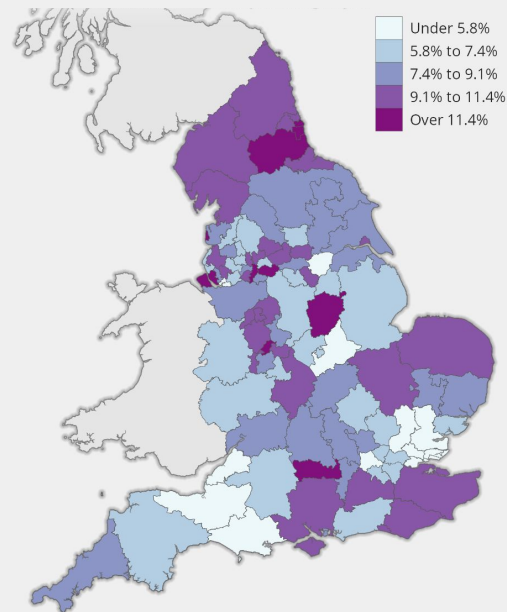 Under 5.8%
5.8% to 7.4%
7.4% to 9.1%
9.1% to 11.4%
Over 11.4%